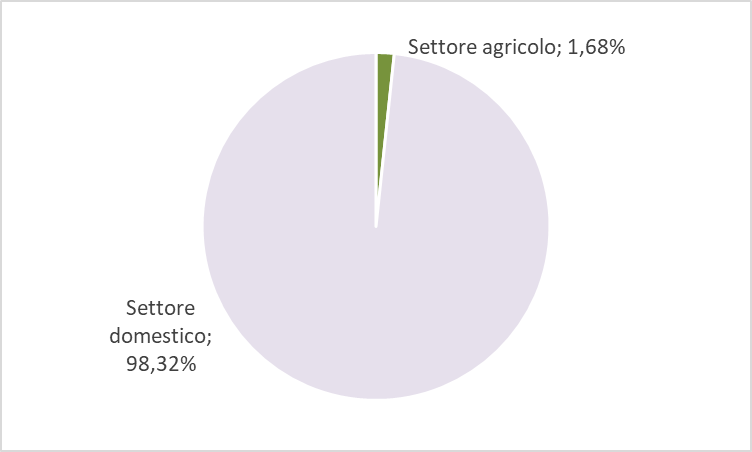 Settore agricolo; 1,68%
Settore
domestico;
98,32%